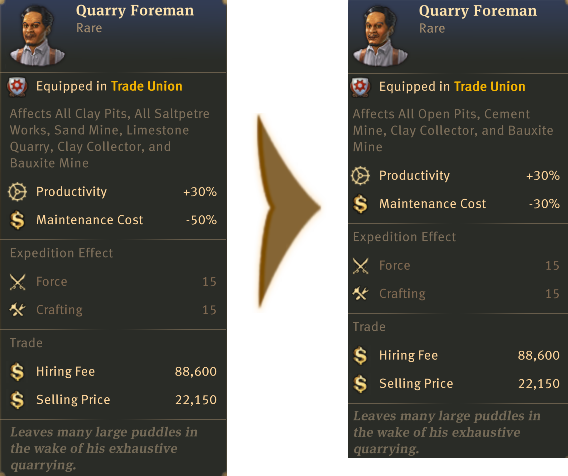 Quarry Foreman
Rare
Equipped in Trade Union
Affects All Clay Pits, All Saltpetre
Works, Sand Mine, Limestone
Quarry, Clay Collector, and
Bauxite Mine
Productivity +30%
Maintenance Cost -50%
Expedition Effect
Force 15
Crafting 15
Trade
Hiring Fee 88,600
Selling Price 22,150
Leaves many large puddles in
the wake of his exhaustive
quarrying.
Quarry Foreman
Rare
Equipped in Trade Union
Affects All Open Pits, Cement
Mine, Clay Collector, and Bauxite
Mine
Productivity +30%
Maintenance Cost -30%
Expedition Effect
Force 15
Crafting 15
Trade
Hiring Fee 88,600
Selling Price 22,150
Leaves many large puddles in
the wake of his exhaustive
quarrying.